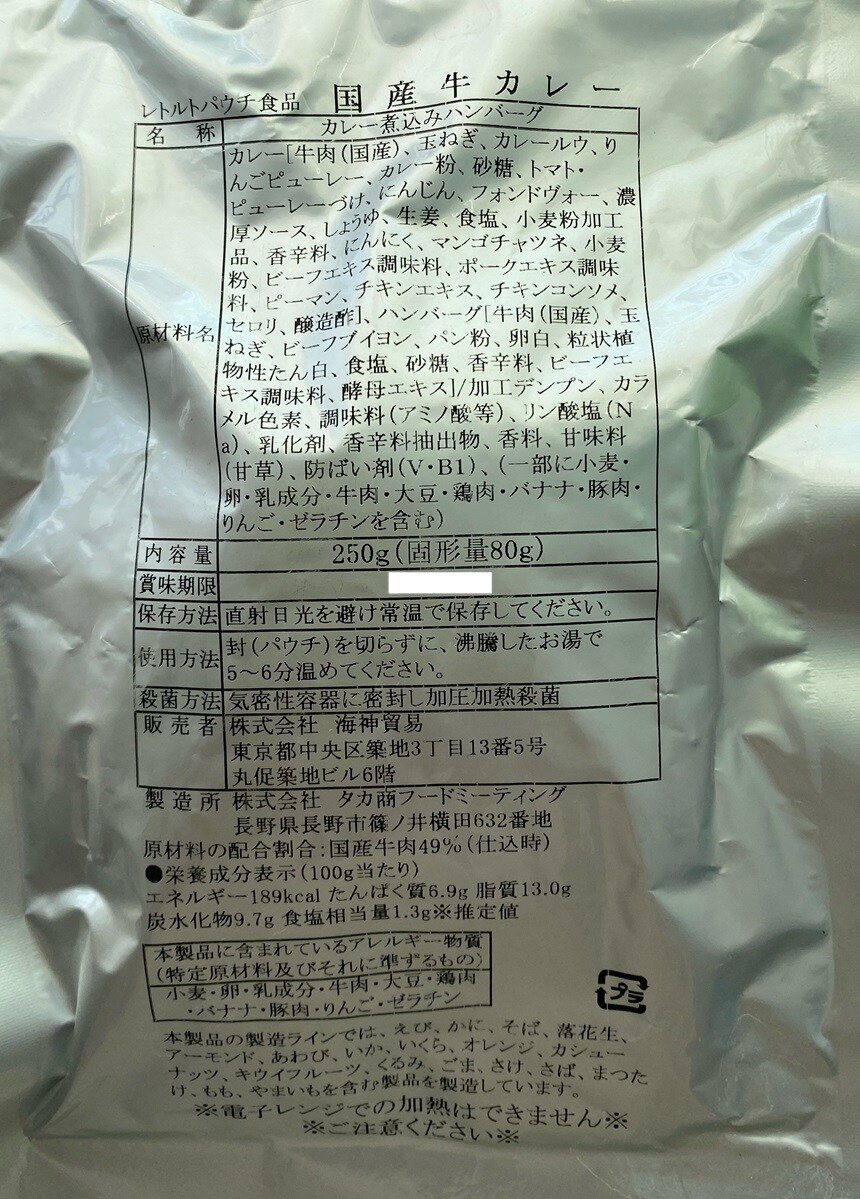 レトルトパウチ食品 国産牛カレー
名称 カレー煮込みハンバーグ
原材料名 カレー[牛肉(国産)、玉ねぎ、カレールウ、り
んごピューレー、カレー粉、砂糖、トマト・
ピューレーづけ、にんじん、フォンドヴォー、濃
厚ソース、しょうゆ、生姜、食塩、小麦粉加工
品、香辛料、にんにく、マンゴチャツネ、小麦
粉、ビーフエキス調味料、ポークエキス調味
料、ピーマン、チキンエキス、チキンコンソメ、
セロリ、醸造酢]、ハンバーグ[牛肉(国産)、玉
ねぎ、ビーフブイヨン、パン粉、卵白、粒状植
物性たん白、食塩、砂糖、香辛料、ビーフエ
キス調味料、酵母エキス]/加工デンプン、カラ
メル色素、調味料(アミノ酸等)、リン酸塩(N
a)、乳化剤、香辛料抽出物、香料、甘味料
(甘草)、防ばい剤(V・B1)、(一部に小麦・
卵・乳成分・牛肉・大豆・鶏肉・バナナ・豚肉・
りんご・ゼラチンを含む)
内容量 250g(固形量80g)
賞味期限
保存方法 直射日光を避け常温で保存してください。
使用方法 封(パウチ)を切らずに、沸騰したお湯で
5～6分温めてください。
殺菌方法 気密性容器に密封し加圧加熱殺菌
販売者 株式会社 海神貿易
東京都中央区築地3丁目13番5号
丸促築地ビル6階
製造所 株式会社 タカ商フードミーティング
長野県長野市篠ノ井横田632番地
原材料の配合割合:国産牛肉49%(仕込時)
●栄養成分表示(100g当たり)
エネルギー189kcal たんぱく質6.9g 脂質13.0g
炭水化物9.7g 食塩相当量1.3g※推定値
本製品に含まれているアレルギー物質
(特定原材料及びそれに準ずるもの)
小麦・卵・乳成分・牛肉・大豆・鶏肉
・バナナ・豚肉・りんご・ゼラチン
プラ
本製品の製造ラインでは、えび、かに、そば、落花生、
アーモンド、あわび、いか、いくら、オレンジ、カシュー
ナッツ、キウイフルーツ、くるみ、ごま、さけ、さば、まつた
け、もも、やまいもを含む製品を製造しています。
※電子レンジでの加熱はできません※
※ご注意ください※